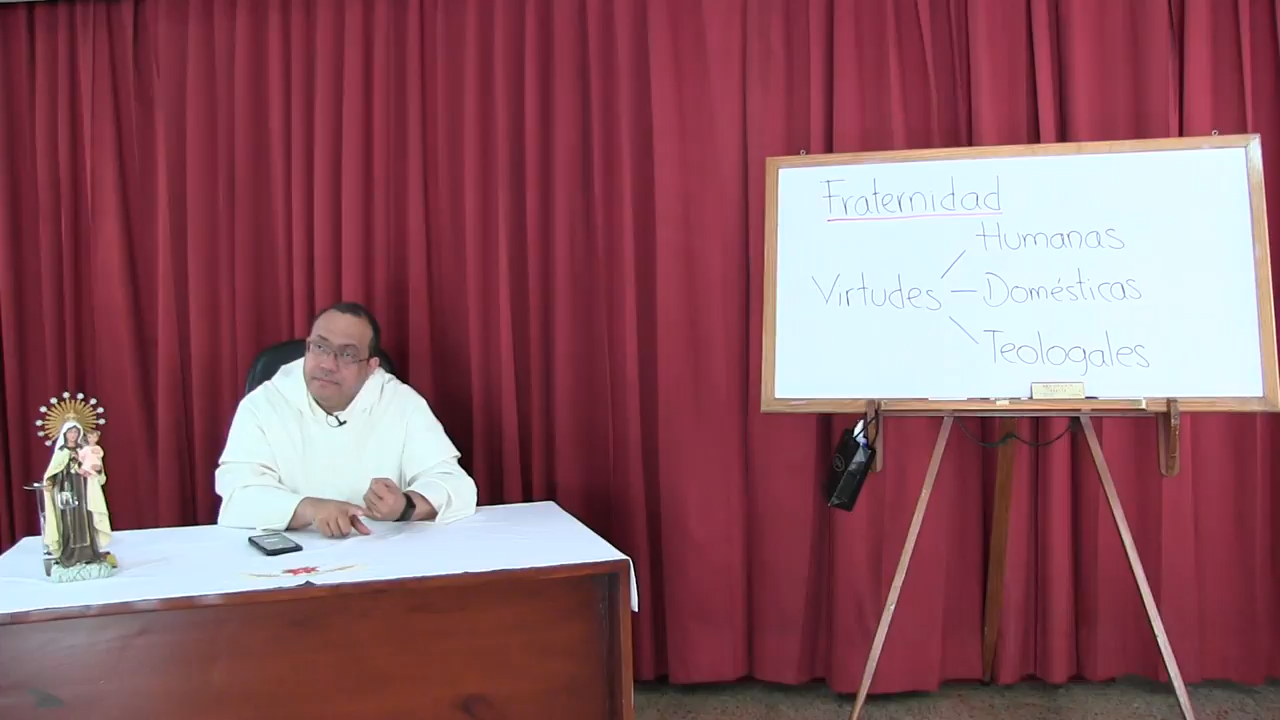 Fraternidad
Humanas
Virtudes — Domésticas
Teologales